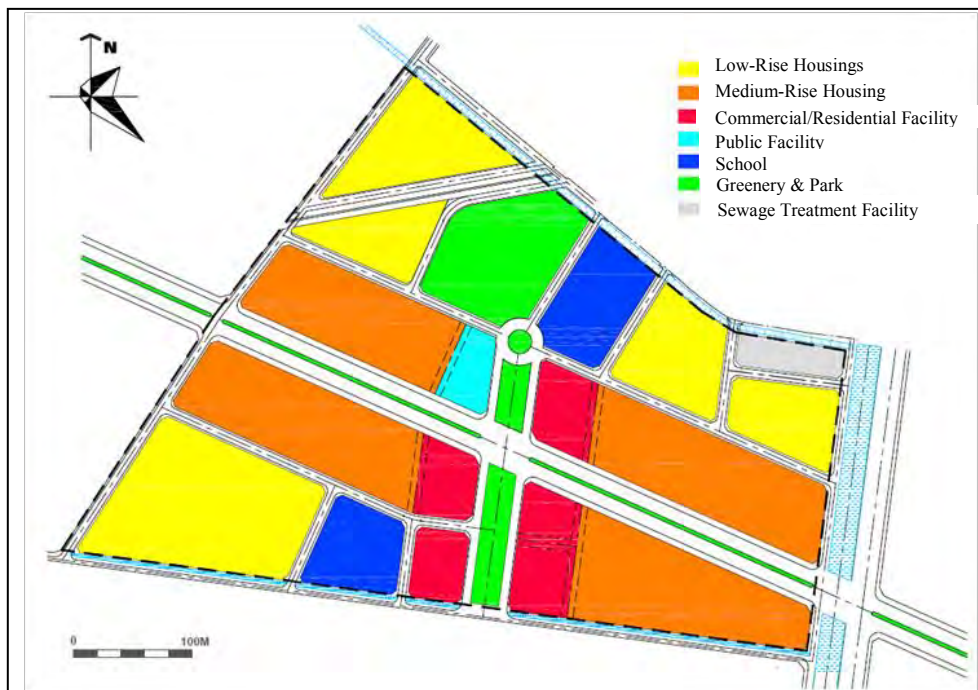 N
Low-Rise Housings
Medium-Rise Housing
Commercial/Residential Facility
Public Facility
School
Greenery & Park
Sewage Treatment Facility
0 100M